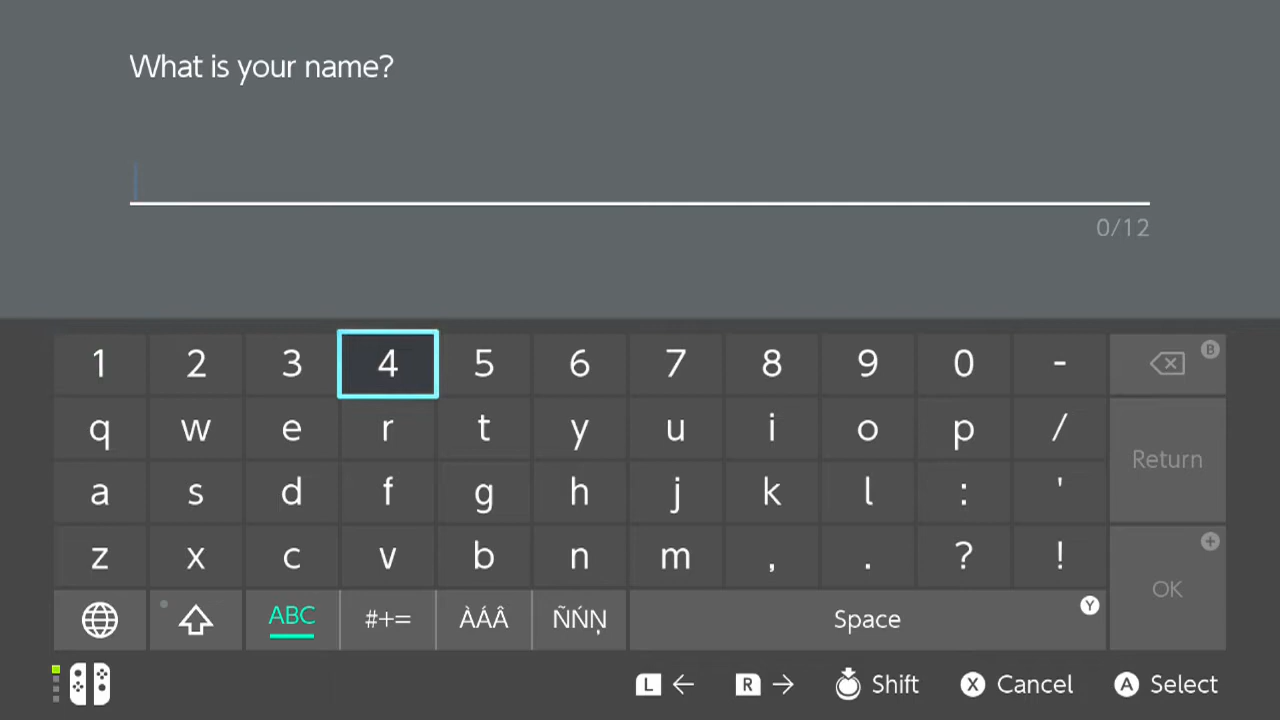 What is your name?
0/12
1 2 3 4 5 6 7 8 9 0 - B
q w e r t y u i o p /
Return
a s d f g h j k l : '
z x c v b n m , . ? ! +
OK
ABC #+= ÀÁÂ ÑŃŅ Space Y
L ← R → Shift X Cancel A Select